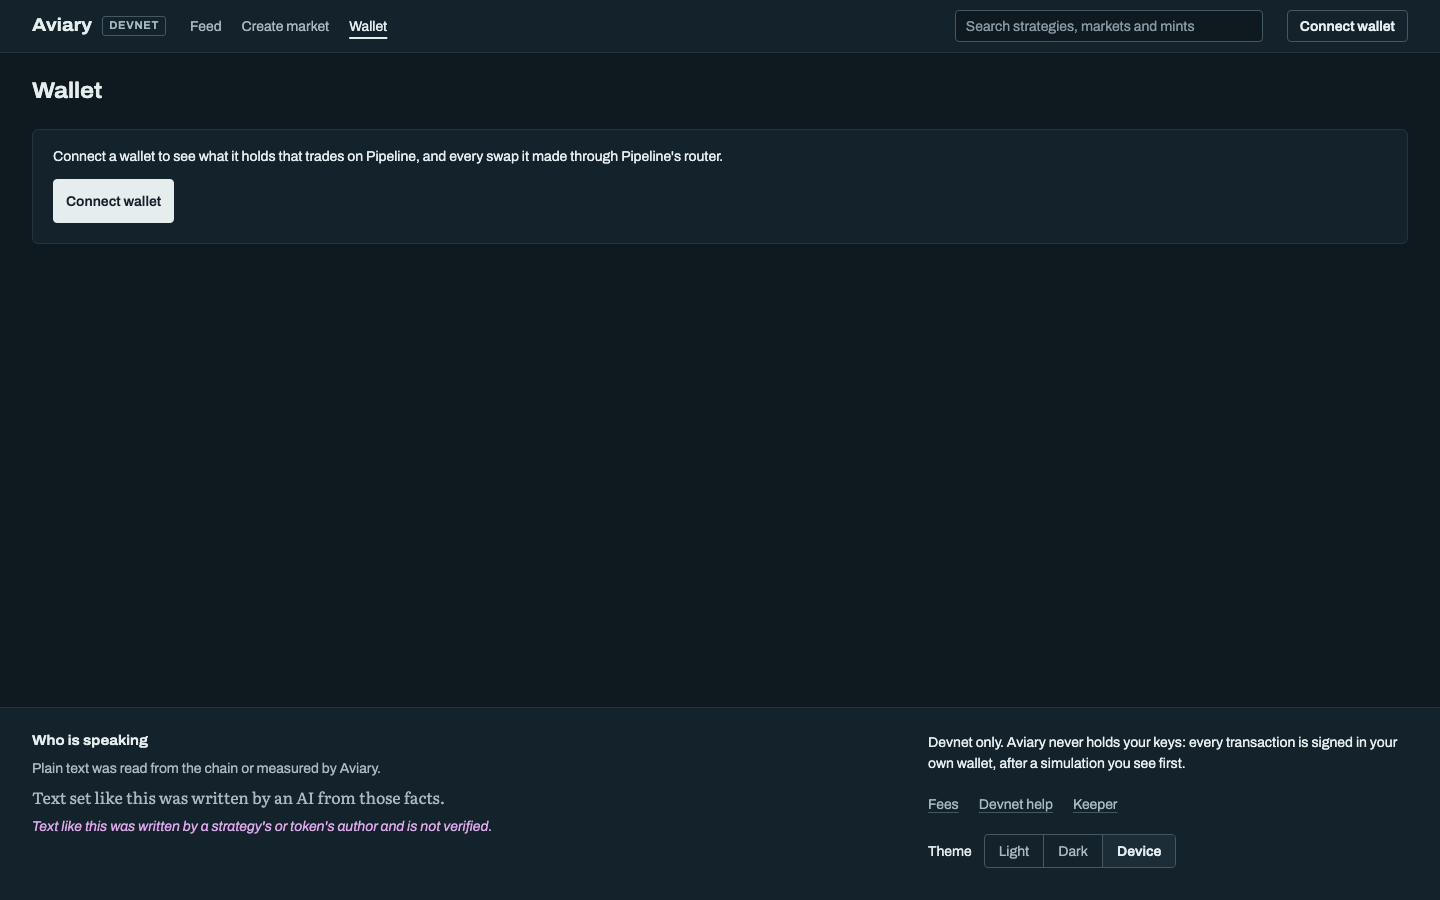 Aviary DEVNET Feed Create market Wallet Search strategies, markets and mints Connect wallet
Wallet
Connect a wallet to see what it holds that trades on Pipeline, and every swap it made through Pipeline's router.
Connect wallet
Who is speaking
Plain text was read from the chain or measured by Aviary.
Text set like this was written by an AI from those facts.
Text like this was written by a strategy's or token's author and is not verified.
Devnet only. Aviary never holds your keys: every transaction is signed in your
own wallet, after a simulation you see first.
Fees Devnet help Keeper
Theme Light Dark Device